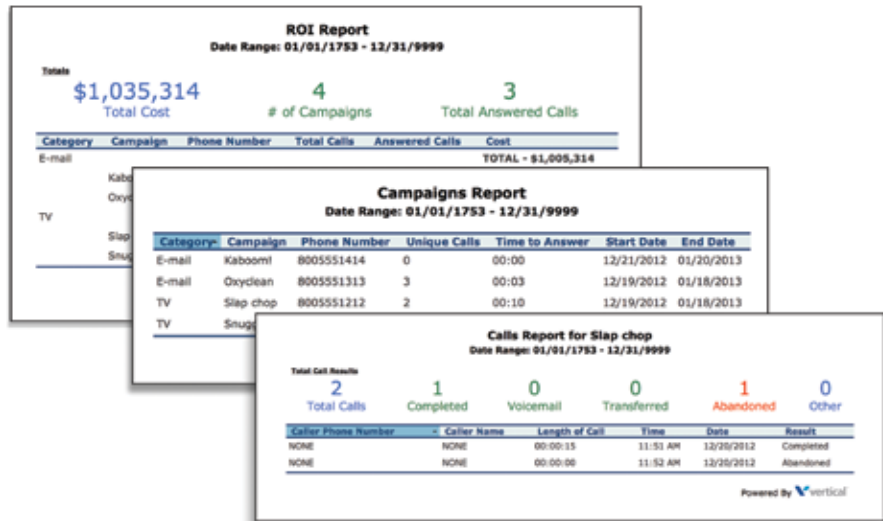 ROI Report
Date Range: 01/01/1753 - 12/31/9999
Totals
$1,035,314 4 3
Total Cost # of Campaigns Total Answered Calls
Category Campaign Phone Number Total Calls Answered Calls Cost
E-mail TOTAL - $1,005,314
Kabo
Oxyc
TV
Slap
Snug
Campaigns Report
Date Range: 01/01/1753 - 12/31/9999
Category Campaign Phone Number Unique Calls Time to Answer Start Date End Date
E-mail Kaboom! 8005551414 0 00:00 12/21/2012 01/20/2013
E-mail Oxyclean 8005551313 3 00:03 12/19/2012 01/18/2013
TV Slap chop 8005551212 2 00:10 12/19/2012 01/18/2013
TV Snugg
Calls Report for Slap chop
Date Range: 01/01/1753 - 12/31/9999
Total Call Results
2 1 0 0 1 0
Total Calls Completed Voicemail Transferred Abandoned Other
Caller Phone Number Caller Name Length of Call Time Date Result
NONE NONE 00:00:15 11:51 AM 12/20/2012 Completed
NONE NONE 00:00:00 11:52 AM 12/20/2012 Abandoned
Powered By vertical